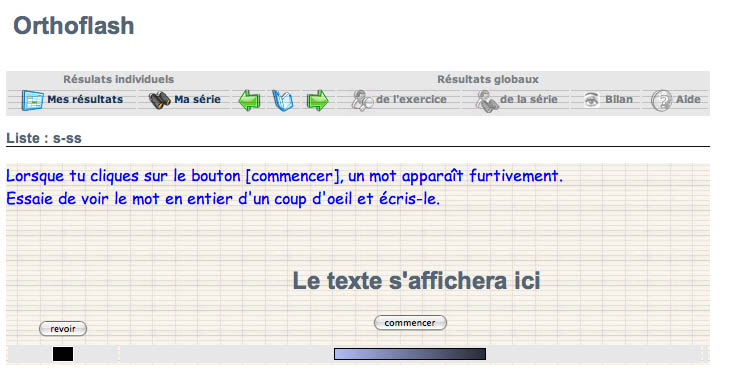 Orthoflash
Résulats individuels Résultats globaux
Mes résultats Ma série de l'exercice de la série Bilan Aide
Liste : s-ss
Lorsque tu cliques sur le bouton [commencer], un mot apparaît furtivement.
Essaie de voir le mot en entier d'un coup d'oeil et écris-le.
Le texte s'affichera ici
commencer
revoir